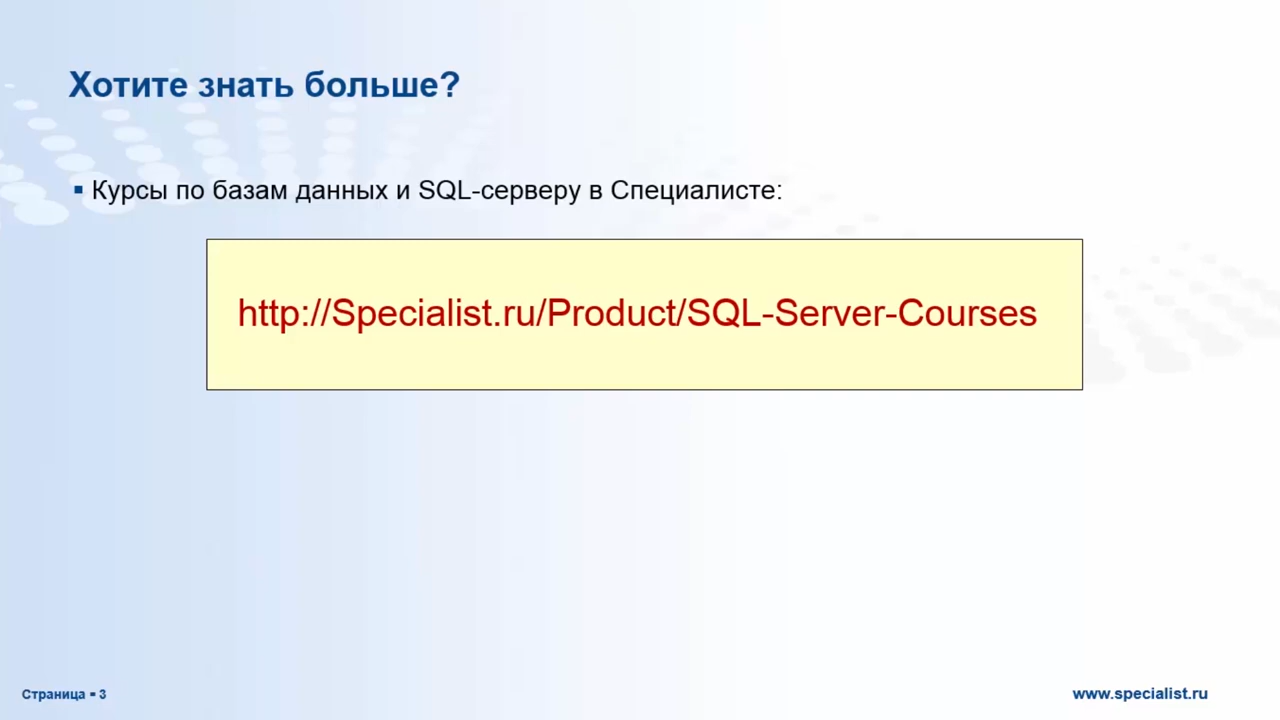 Хотите знать больше?
▪ Курсы по базам данных и SQL-серверу в Специалисте:
http://Specialist.ru/Product/SQL-Server-Courses
Страница ▪ 3
www.specialist.ru